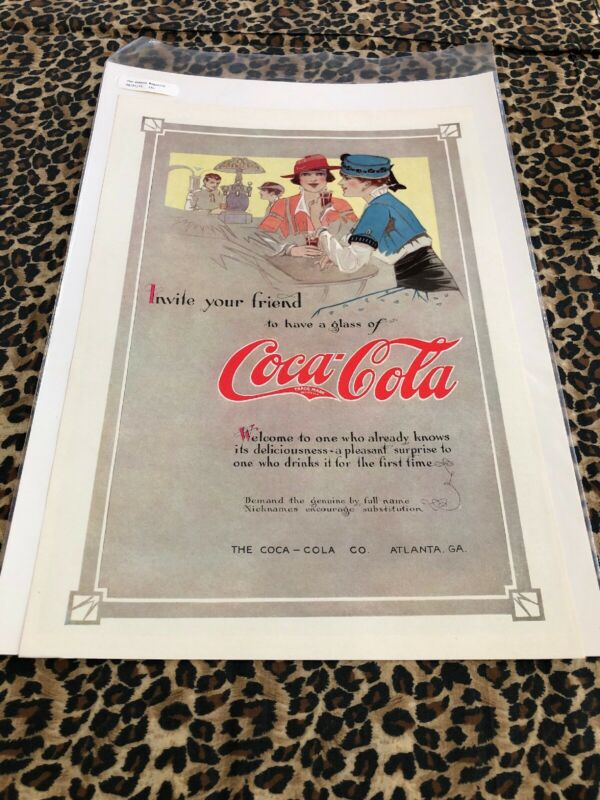 Invite your friend
to have a glass of
Coca-Cola
TRADE MARK
Welcome to one who already knows
its deliciousness - a pleasant surprise to
one who drinks it for the first time
Demand the genuine by full name
Nicknames encourage substitution
THE COCA - COLA CO. ATLANTA, GA.